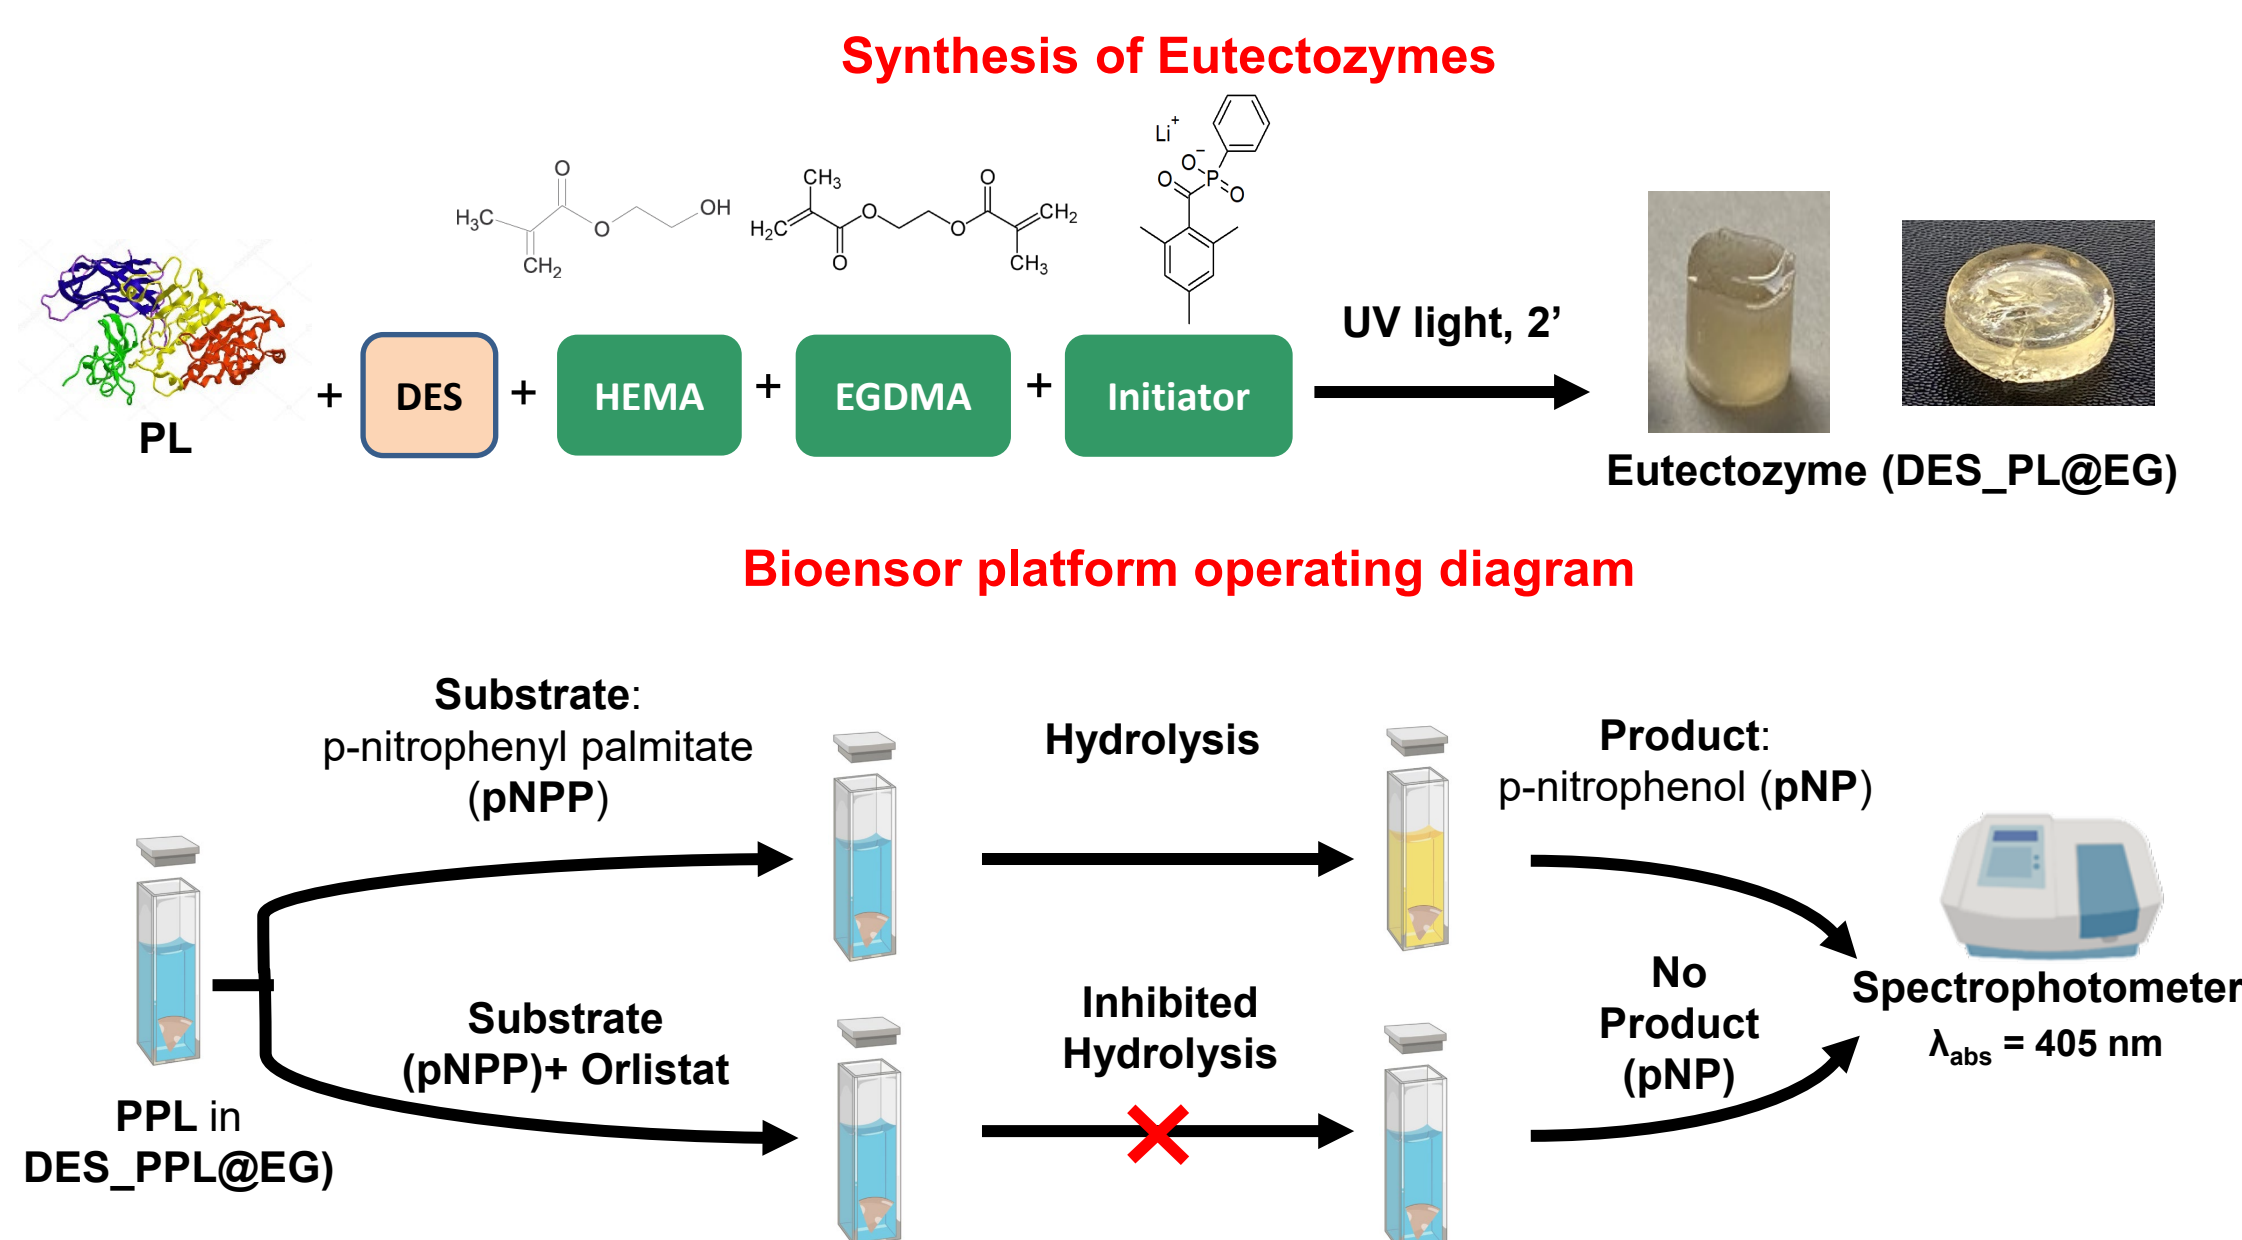 Synthesis of Eutectozymes
Li+
O−
P
O
O
O
H3C
O
OH
CH2
CH3
H2C
O
O
O
O
CH2
CH3
PL
+
DES
+
HEMA
+
EGDMA
+
Initiator
UV light, 2’
Eutectozyme (DES_PL@EG)
Bioensor platform operating diagram
Substrate:
p-nitrophenyl palmitate
(pNPP)
Hydrolysis
Product:
p-nitrophenol (pNP)
Substrate
(pNPP)+ Orlistat
Inhibited
Hydrolysis
No
Product
(pNP)
Spectrophotometer
λabs = 405 nm
PPL in
DES_PPL@EG)